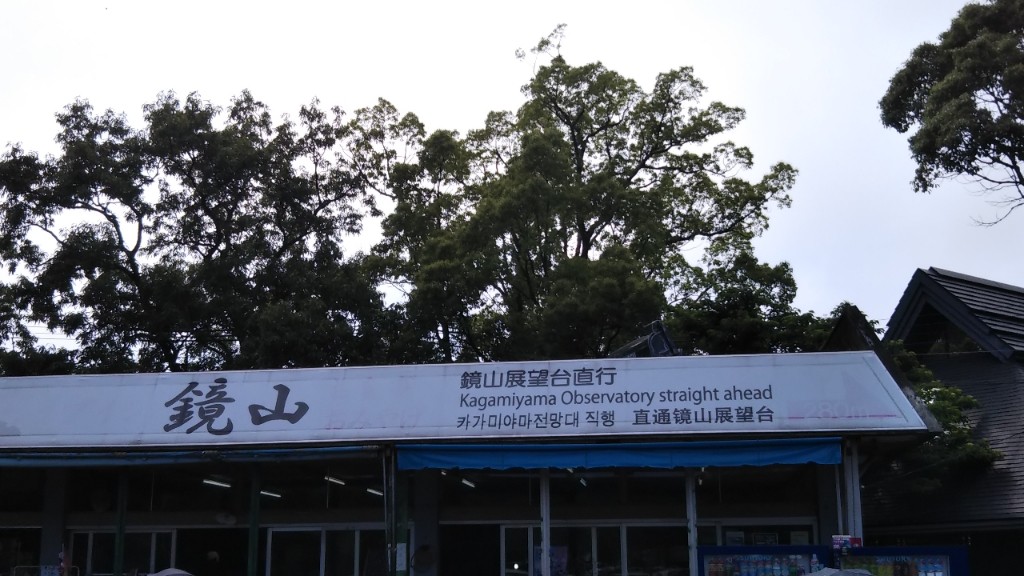 鏡山
鏡山展望台直行
Kagamiyama Observatory straight ahead
카가미야마전망대 직행 直通镜山展望台
280m